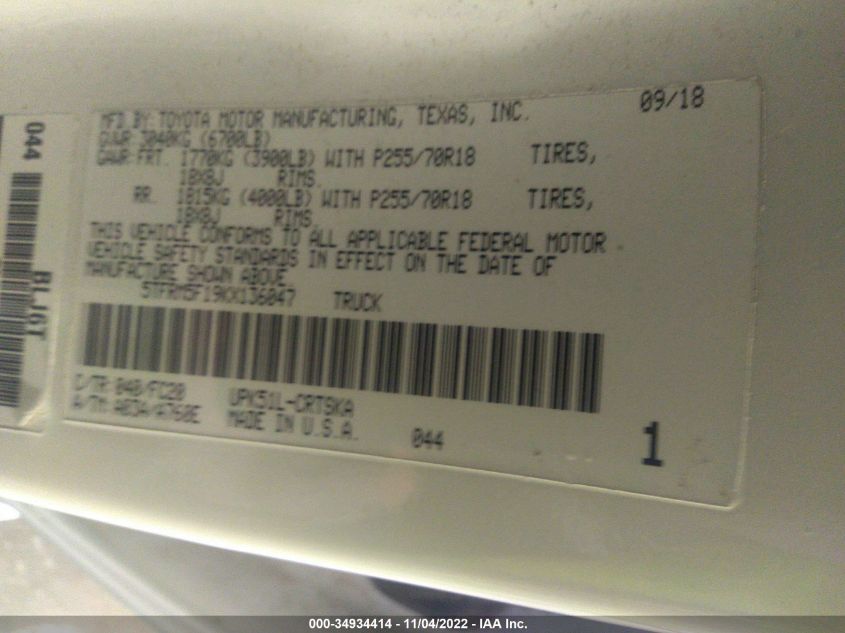 MFD BY: TOYOTA MOTOR MANUFACTURING, TEXAS, INC. 09/18
GVWR: 3040KG (6700LB)
GAWR: FRT. 1770KG (3900LB) WITH P255/70R18 TIRES,
18X8J RIMS
RR. 1815KG (4000LB) WITH P255/70R18 TIRES,
18X8J RIMS
THIS VEHICLE CONFORMS TO ALL APPLICABLE FEDERAL MOTOR
VEHICLE SAFETY STANDARDS IN EFFECT ON THE DATE OF
MANUFACTURE SHOWN ABOVE
5TFRM5F19KX136047 TRUCK
C/TR: 040/FC20 UPK51L-CRTSKA
A/TM: A03A/A760E MADE IN U.S.A. 044
1
044
BLJ6T
000-34934414 - 11/04/2022 - IAA Inc.